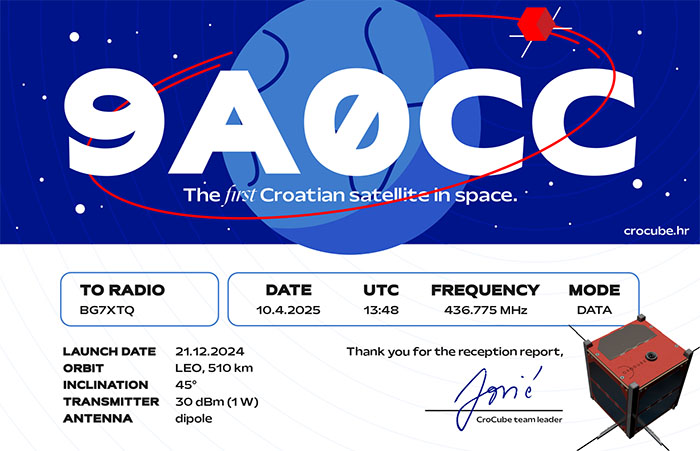 9AØCC
The first Croatian satellite in space.
crocube.hr
TO RADIO
BG7XTQ
DATE UTC FREQUENCY MODE
10.4.2025 13:48 436.775 MHz DATA
LAUNCH DATE 21.12.2024
ORBIT LEO, 510 km
INCLINATION 45°
TRANSMITTER 30 dBm (1 W)
ANTENNA dipole
Thank you for the reception report,
Jović
CroCube team leader